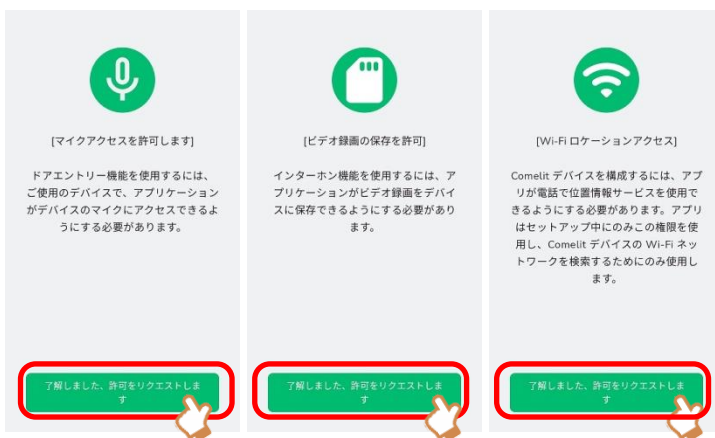 [マイクアクセスを許可します]
ドアエントリー機能を使用するには、
ご使用のデバイスで、アプリケーション
がデバイスのマイクにアクセスできるよ
うにする必要があります。
了解しました、許可をリクエストしま
す
[ビデオ録画の保存を許可]
インターホン機能を使用するには、ア
プリケーションがビデオ録画をデバイ
スに保存できるようにする必要があり
ます。
了解しました、許可をリクエストしま
す
[Wi-Fi ロケーションアクセス]
Comelit デバイスを構成するには、アプ
リが電話で位置情報サービスを使用で
きるようにする必要があります。アプリ
はセットアップ中にのみこの権限を使
用し、Comelit デバイスの Wi-Fi ネッ
トワークを検索するためにのみ使用し
ます。
了解しました、許可をリクエストしま
す